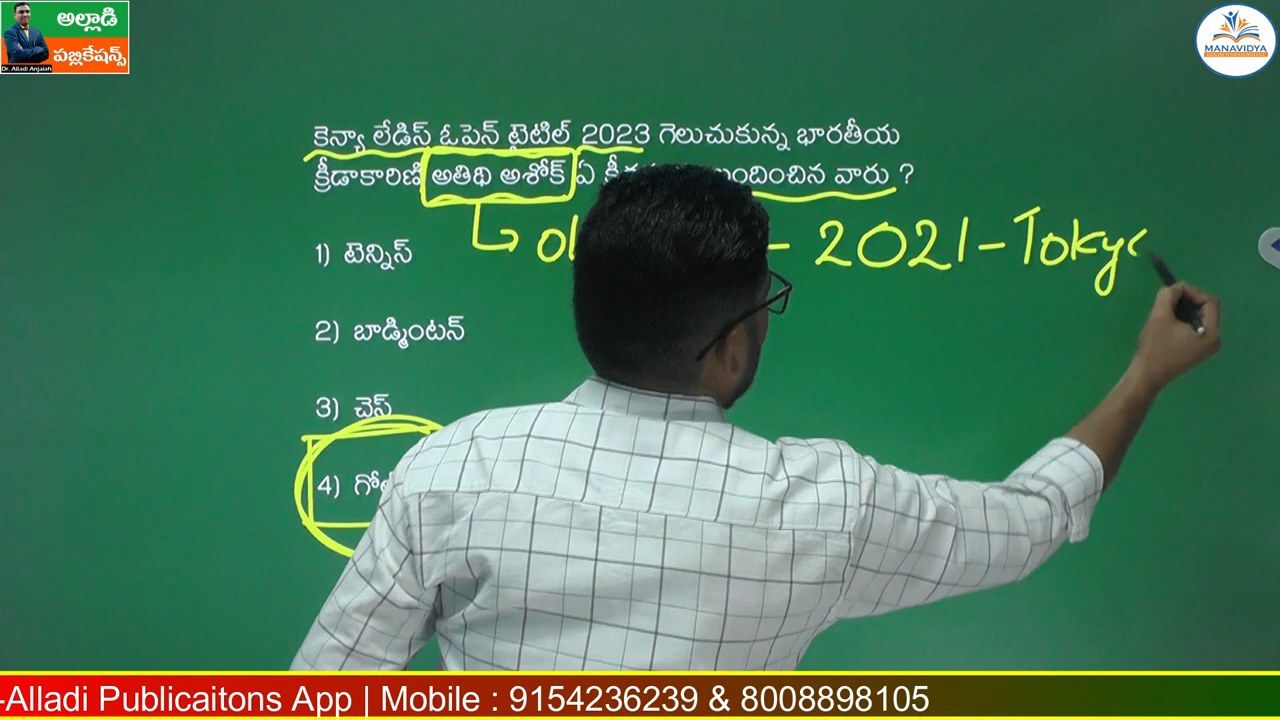 అల్లాడి
పబ్లికేషన్స్
Dr. Alladi Anjaiah
MANAVIDYA
కెన్యా లేడిస్ ఓపెన్ టైటిల్ 2023 గెలుచుకున్న భారతీయ
క్రీడాకారిణి అతిథి అశోక్ ఏ వారు ?
- 2021 - Tokyo
1) టెన్నిస్
2) బాడ్మింటన్
3) చెస్
4)
-Alladi Publicaitons App | Mobile : 9154236239 & 8008898105